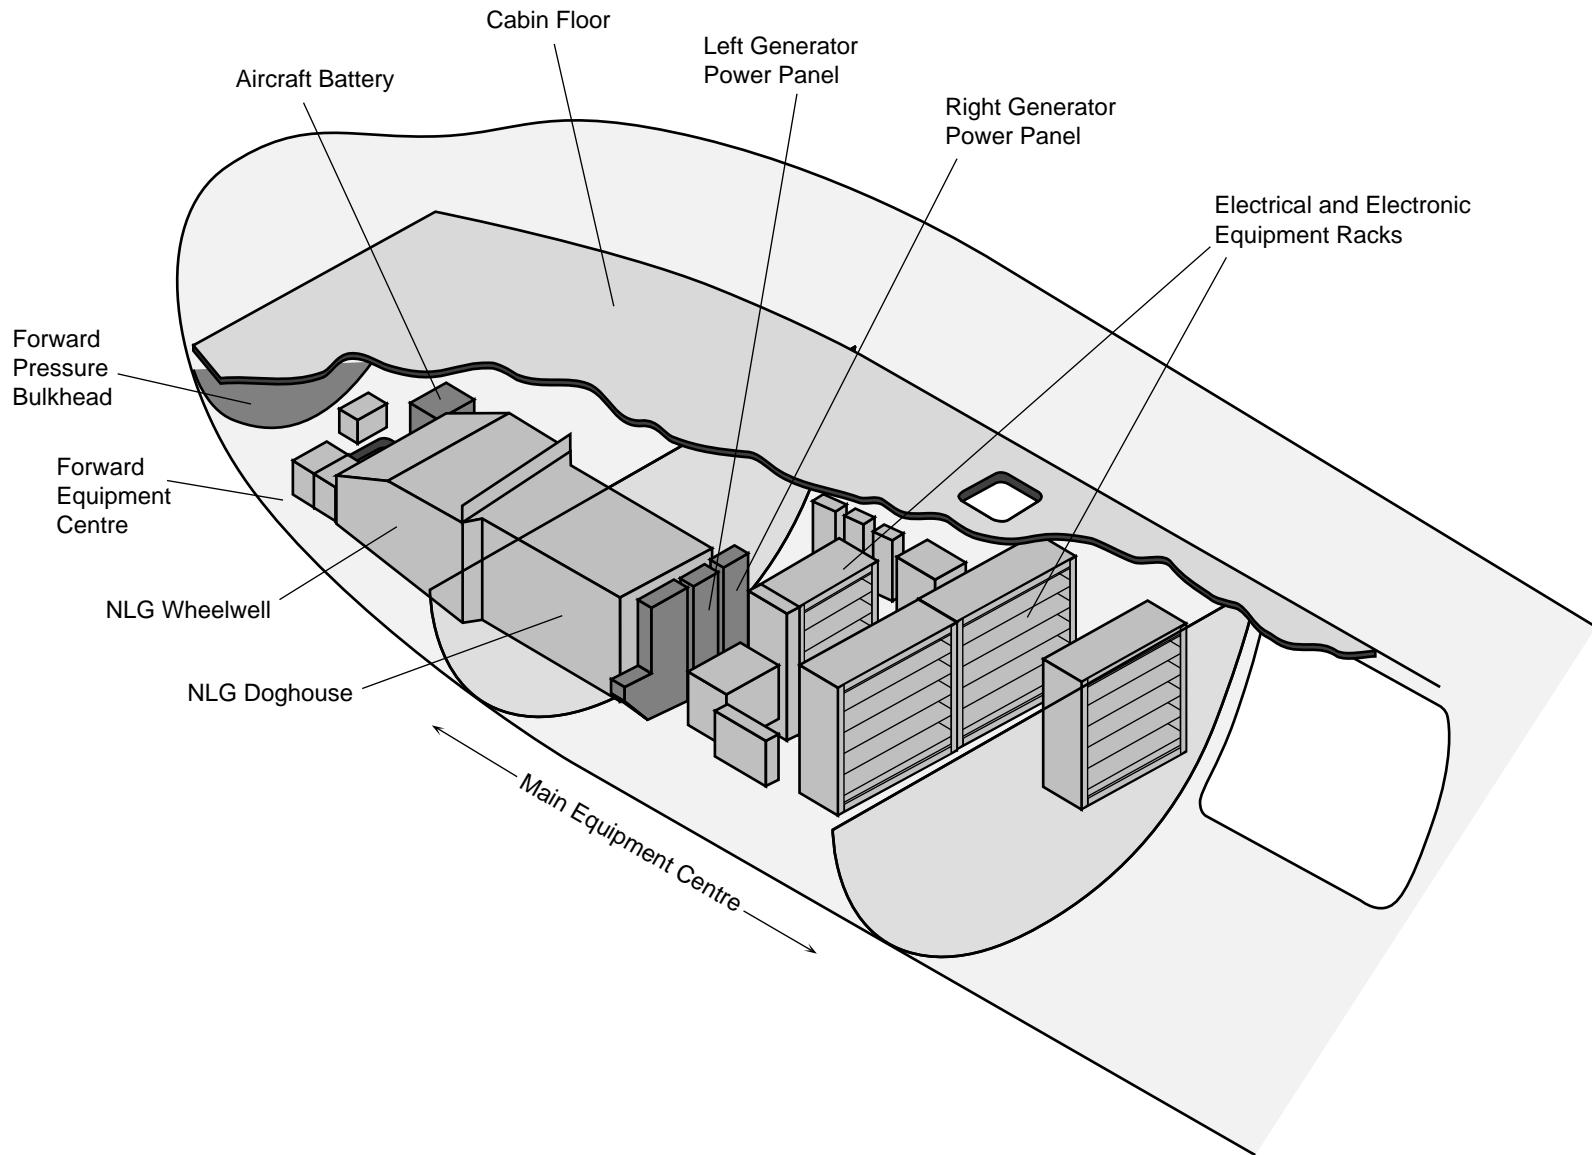 Cabin Floor
Left Generator
Power Panel
Aircraft Battery
Right Generator
Power Panel
Electrical and Electronic
Equipment Racks
Forward
Pressure
Bulkhead
Forward
Equipment
Centre
NLG Wheelwell
NLG Doghouse
Main Equipment Centre